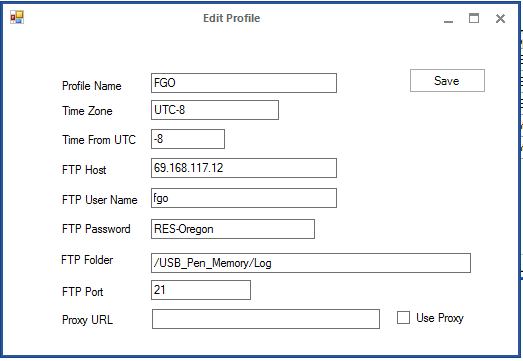 Edit Profile
Profile Name FGO Save
Time Zone UTC-8
Time From UTC -8
FTP Host 69.168.117.12
FTP User Name fgo
FTP Password RES-Oregon
FTP Folder /USB_Pen_Memory/Log
FTP Port 21
Proxy URL Use Proxy